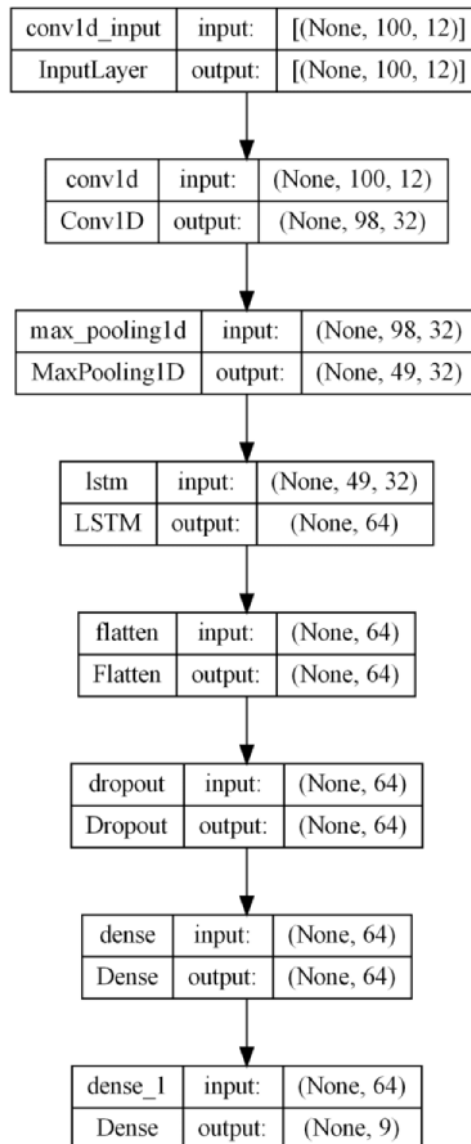 conv1d_input input: [(None, 100, 12)]
InputLayer output: [(None, 100, 12)]
conv1d input: (None, 100, 12)
Conv1D output: (None, 98, 32)
max_pooling1d input: (None, 98, 32)
MaxPooling1D output: (None, 49, 32)
lstm input: (None, 49, 32)
LSTM output: (None, 64)
flatten input: (None, 64)
Flatten output: (None, 64)
dropout input: (None, 64)
Dropout output: (None, 64)
dense input: (None, 64)
Dense output: (None, 64)
dense_1 input: (None, 64)
Dense output: (None, 9)